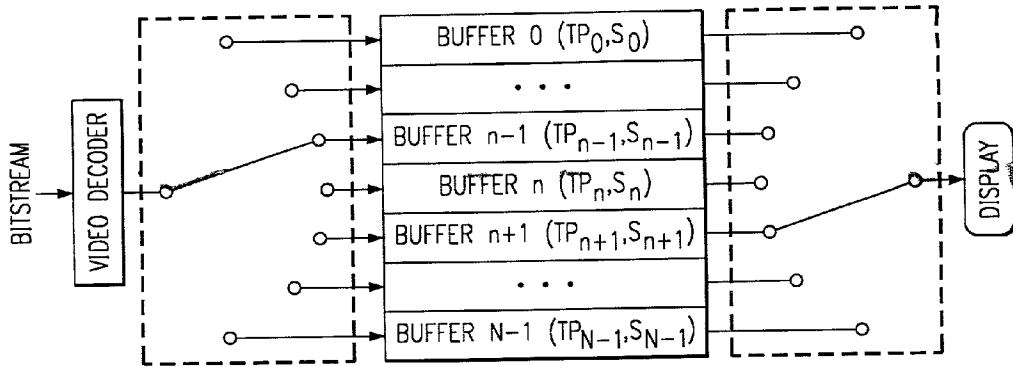 BITSTREAM
VIDEO DECODER
BUFFER 0 (TP0,S0)
• • •
BUFFER n-1 (TPn-1,Sn-1)
BUFFER n (TPn,Sn)
BUFFER n+1 (TPn+1,Sn+1)
• • •
BUFFER N-1 (TPN-1,SN-1)
DISPLAY